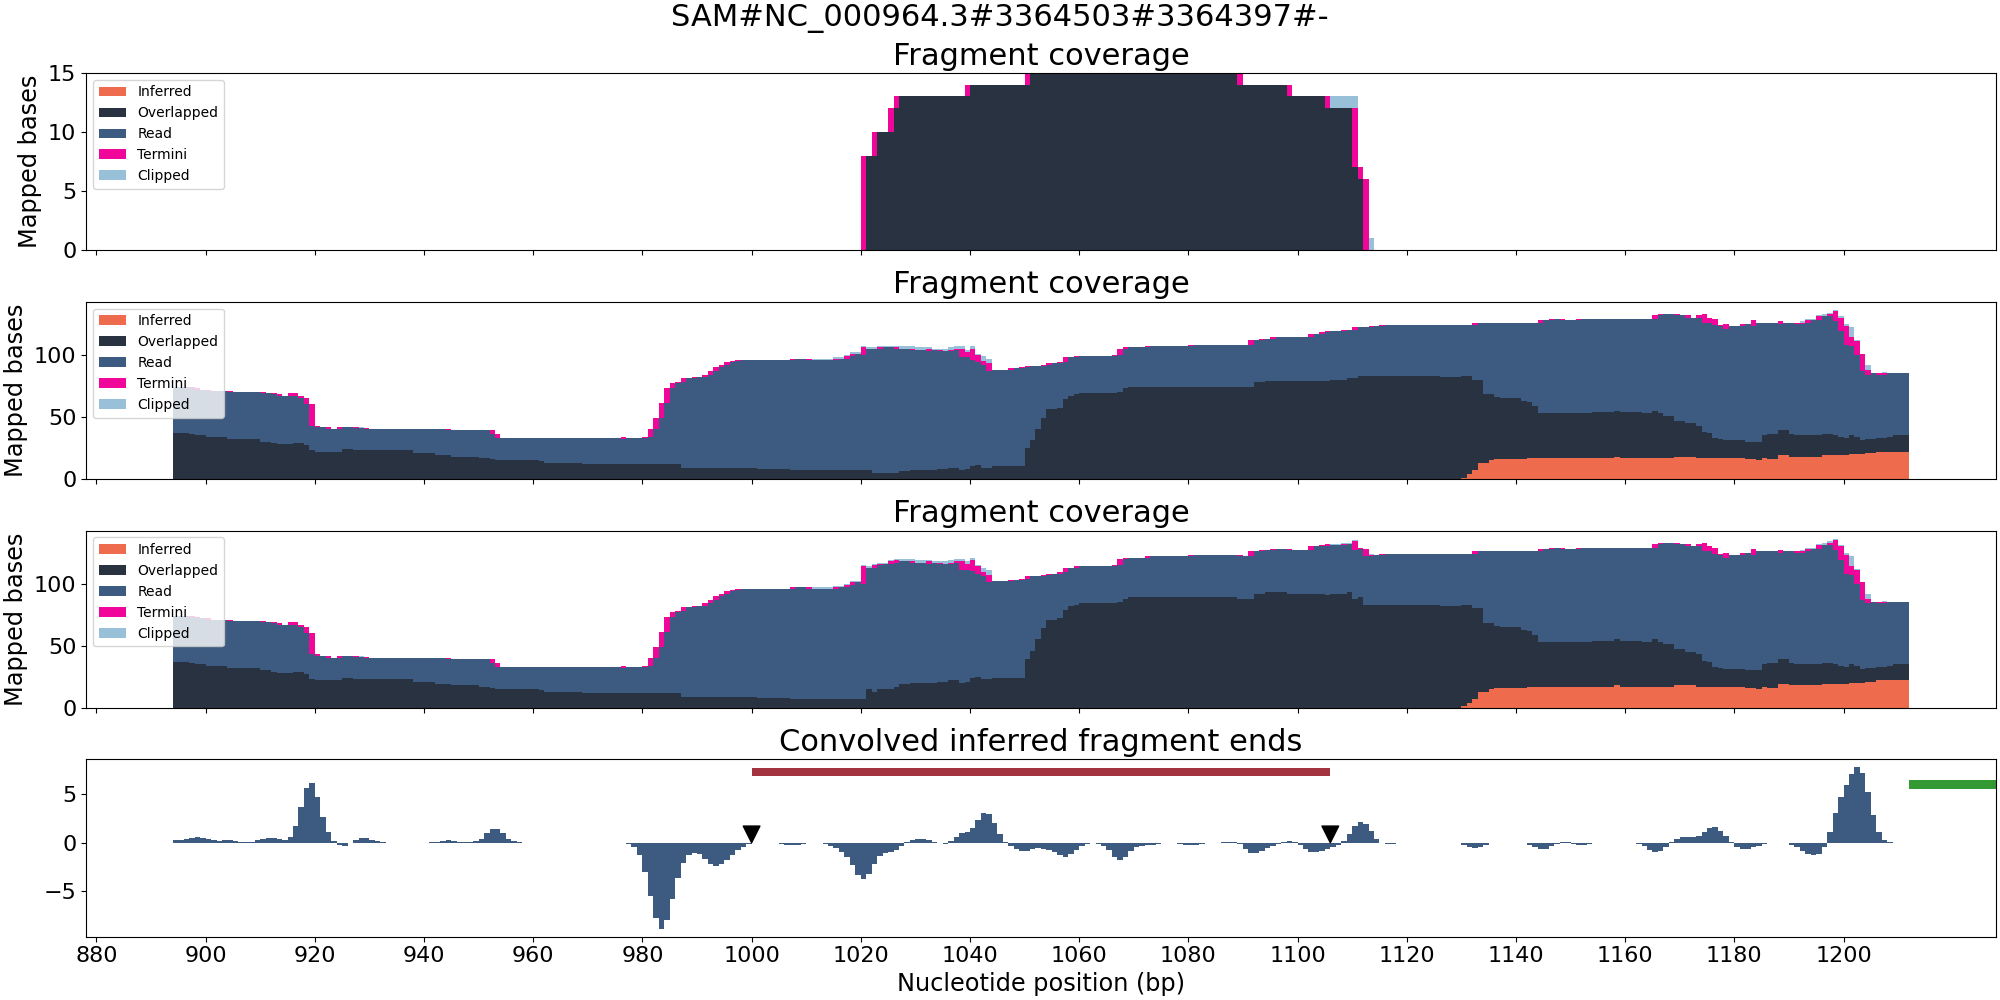 SAM#NC_000964.3#3364503#3364397#-
Fragment coverage
Mapped bases
15
10
5
0
Inferred
Overlapped
Read
Termini
Clipped
Fragment coverage
Mapped bases
100
50
0
Inferred
Overlapped
Read
Termini
Clipped
Fragment coverage
Mapped bases
100
50
0
Inferred
Overlapped
Read
Termini
Clipped
Convolved inferred fragment ends
5
0
−5
880 900 920 940 960 980 1000 1020 1040 1060 1080 1100 1120 1140 1160 1180 1200
Nucleotide position (bp)